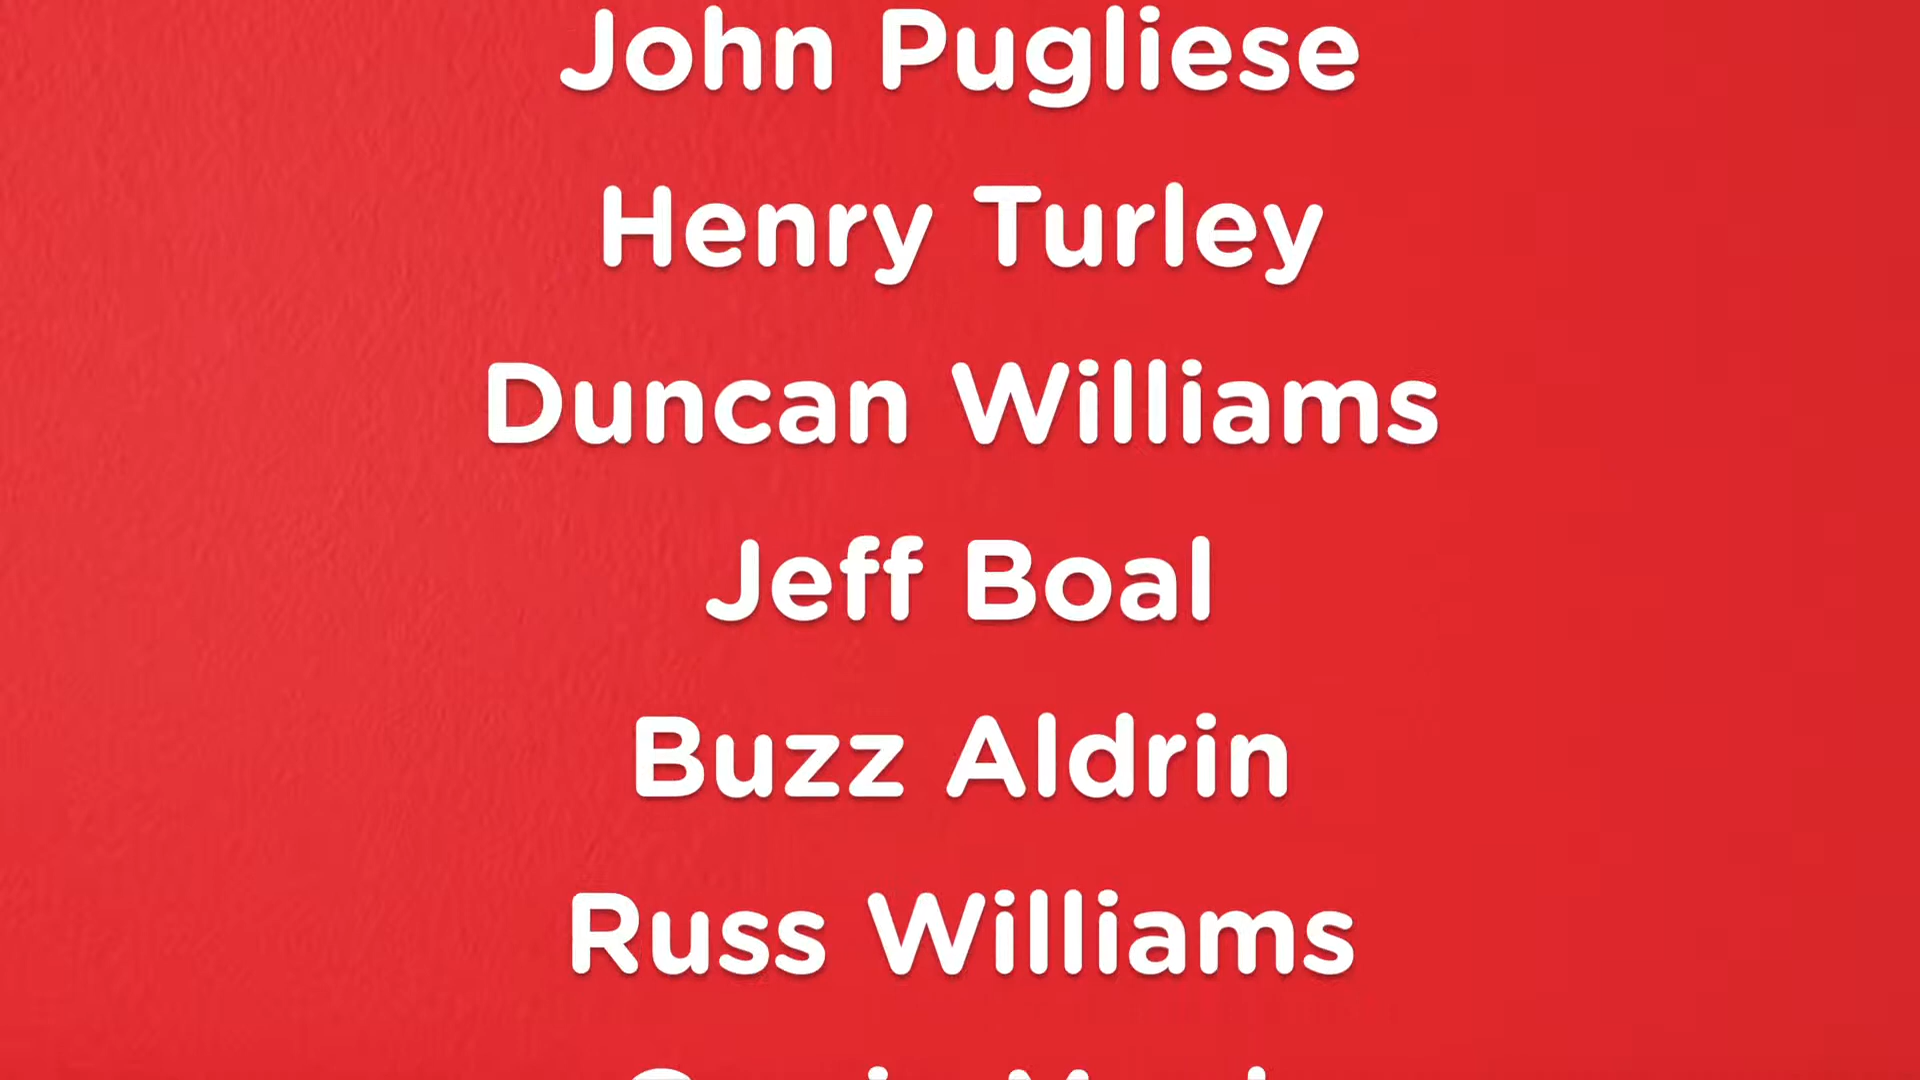 John Pugliese
Henry Turley
Duncan Williams
Jeff Boal
Buzz Aldrin
Russ Williams